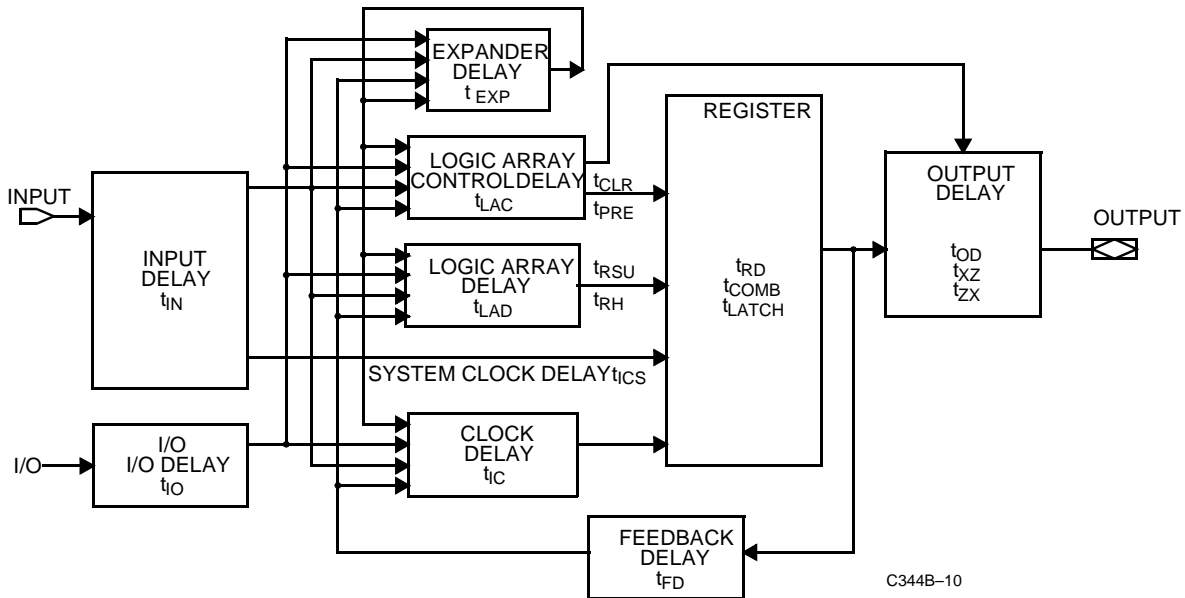 EXPANDER
DELAY
t EXP
REGISTER
LOGIC ARRAY
CONTROLDELAY
tLAC
tCLR
tPRE
OUTPUT
DELAY
tOD
tXZ
tZX
INPUT
OUTPUT
INPUT
DELAY
tIN
LOGIC ARRAY
DELAY
tLAD
tRSU
tRH
tRD
tCOMB
tLATCH
SYSTEM CLOCK DELAYtICS
I/O
I/O
I/O DELAY
tIO
CLOCK
DELAY
tIC
FEEDBACK
DELAY
tFD
C344B–10